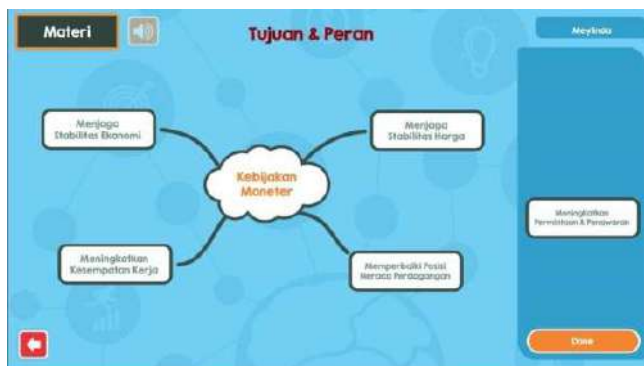 Materi
Tujuan & Peran
Meylinda
Menjaga
Stabilitas Ekonomi
Menjaga
Stabilitas Harga
Kebijakan
Moneter
Meningkatkan
Permintaan & Penawaran
Meningkatkan
Kesempatan Kerja
Memperbaiki Posisi
Neraca Perdagangan
Done